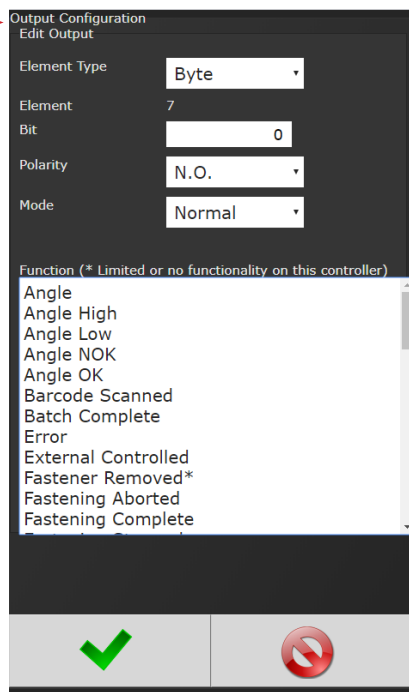 Output Configuration
Edit Output
Element Type Byte
Element 7
Bit 0
Polarity N.O.
Mode Normal
Function (* Limited or no functionality on this controller)
Angle
Angle High
Angle Low
Angle NOK
Angle OK
Barcode Scanned
Batch Complete
Error
External Controlled
Fastener Removed*
Fastening Aborted
Fastening Complete